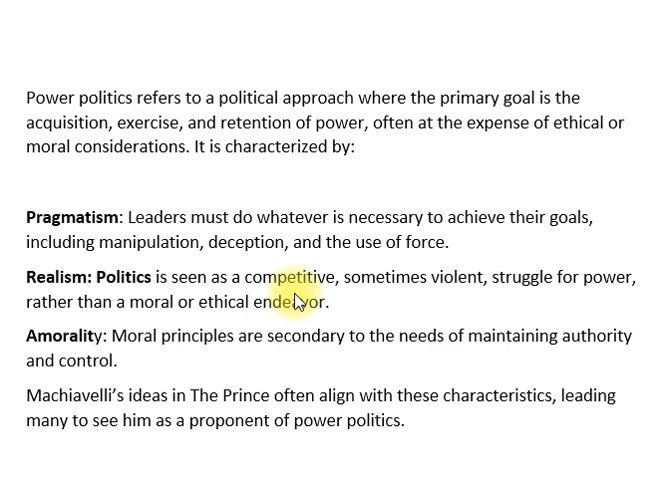 Power politics refers to a political approach where the primary goal is the
acquisition, exercise, and retention of power, often at the expense of ethical or
moral considerations. It is characterized by:
Pragmatism: Leaders must do whatever is necessary to achieve their goals,
including manipulation, deception, and the use of force.
Realism: Politics is seen as a competitive, sometimes violent, struggle for power,
rather than a moral or ethical endeavor.
Amorality: Moral principles are secondary to the needs of maintaining authority
and control.
Machiavelli’s ideas in The Prince often align with these characteristics, leading
many to see him as a proponent of power politics.